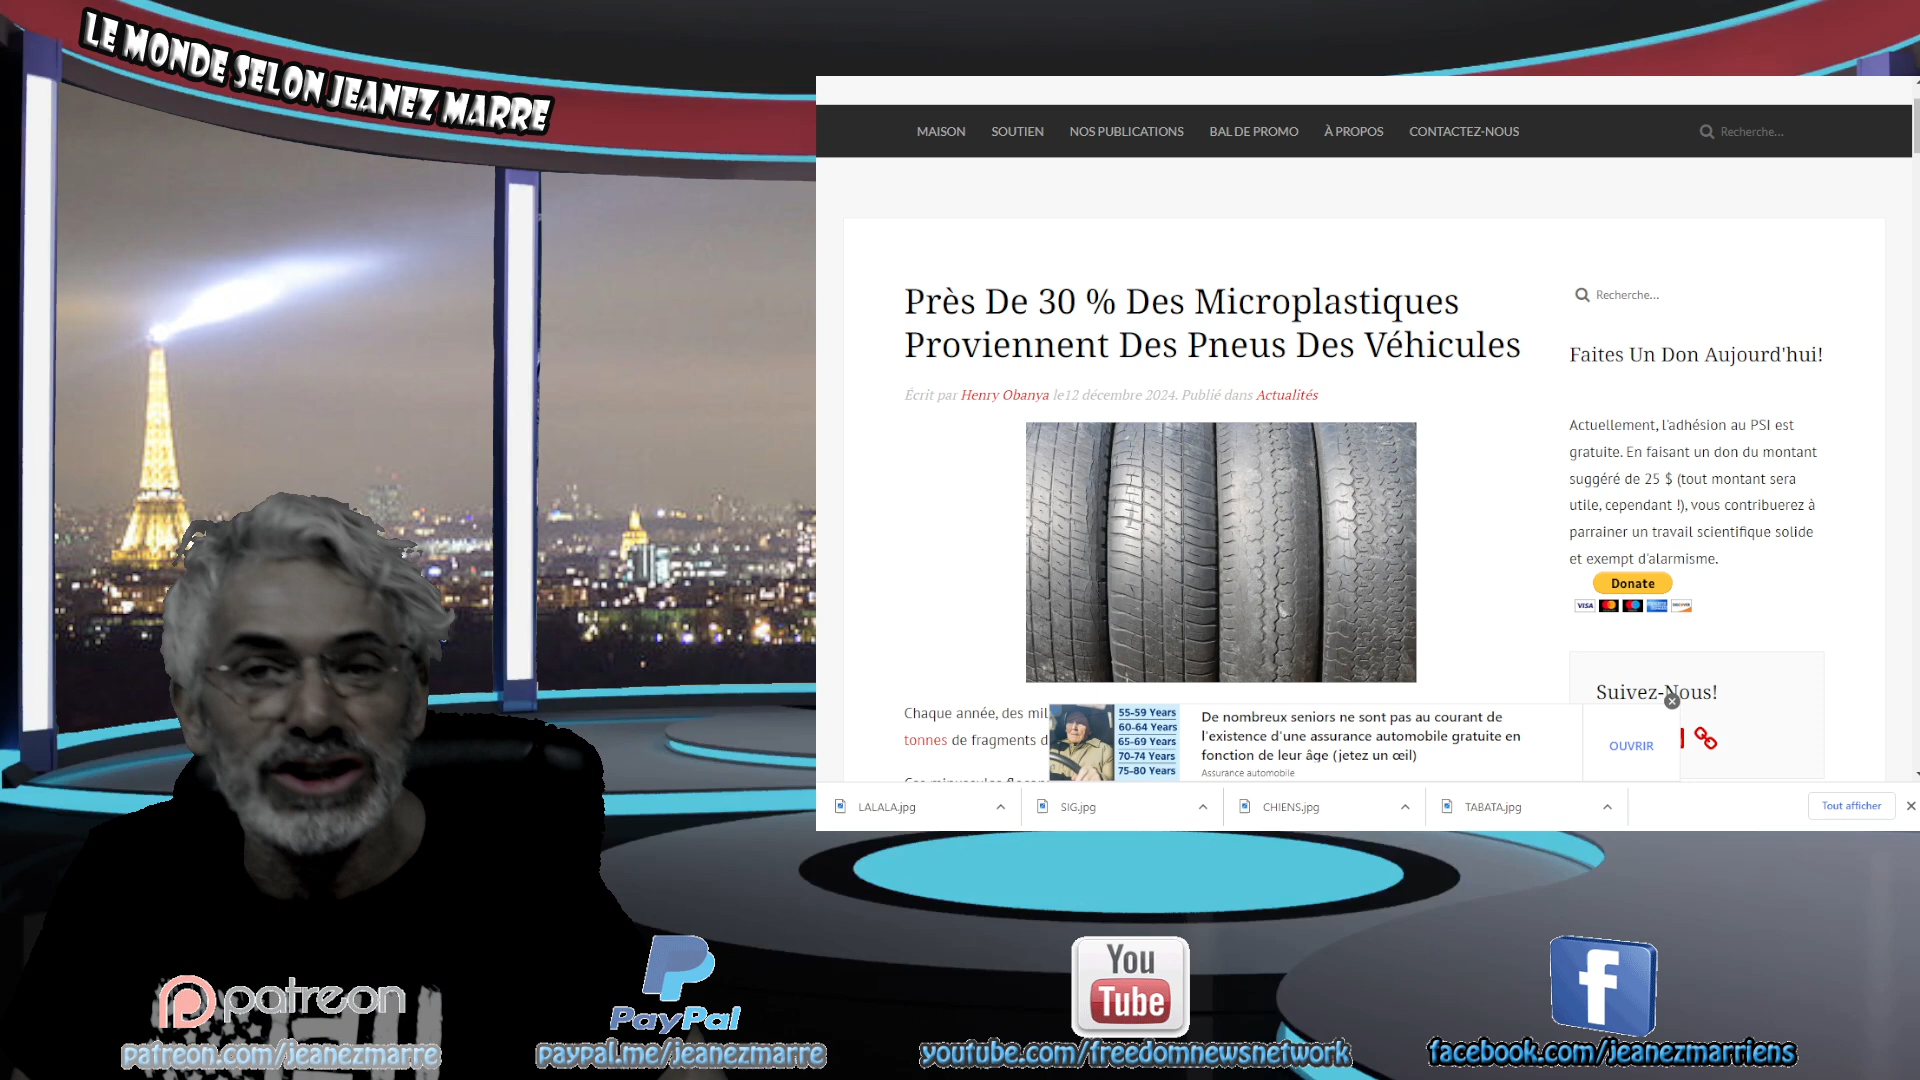 LE MONDE SELON JEANEZ MARRE
MAISON SOUTIEN NOS PUBLICATIONS BAL DE PROMO À PROPOS CONTACTEZ-NOUS Recherche...
Près De 30 % Des Microplastiques
Proviennent Des Pneus Des Véhicules
Écrit par Henry Obanya le12 décembre 2024. Publié dans Actualités
Recherche...
Faites Un Don Aujourd'hui!
Actuellement, l'adhésion au PSI est
gratuite. En faisant un don du montant
suggéré de 25 $ (tout montant sera
utile, cependant !), vous contribuerez à
parrainer un travail scientifique solide
et exempt d'alarmisme.
Donate
VISA
Suivez-Nous!
Chaque année, des mil
tonnes de fragments d
55-59 Years
60-64 Years
65-69 Years
70-74 Years
75-80 Years
De nombreux seniors ne sont pas au courant de
l'existence d'une assurance automobile gratuite en
fonction de leur âge (jetez un œil)
Assurance automobile
OUVRIR
LALALA.jpg SIG.jpg CHIENS.jpg TABATA.jpg Tout afficher
patreon
patreon.com/jeanezmarre
PayPal
paypal.me/jeanezmarre
You
Tube
youtube.com/freedomnewsnetwork
f
facebook.com/jeanezmarriens